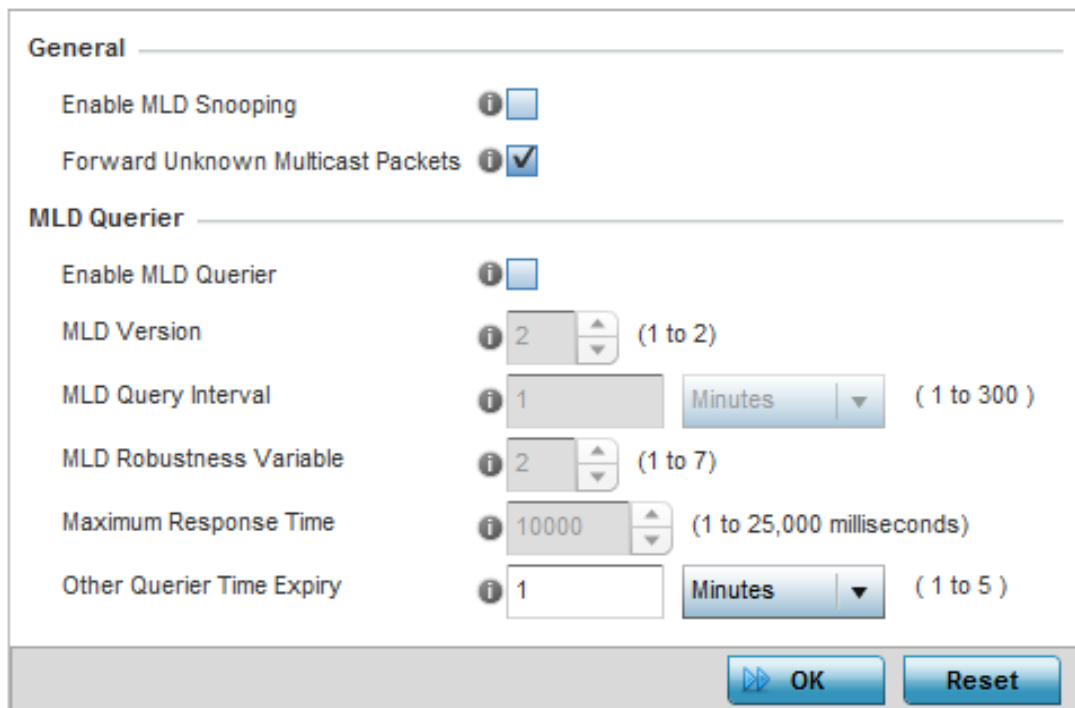 General
Enable MLD Snooping
Forward Unknown Multicast Packets
MLD Querier
Enable MLD Querier
MLD Version 2 (1 to 2)
MLD Query Interval 1 Minutes ( 1 to 300 )
MLD Robustness Variable 2 (1 to 7)
Maximum Response Time 10000 (1 to 25,000 milliseconds)
Other Querier Time Expiry 1 Minutes ( 1 to 5 )
OK Reset